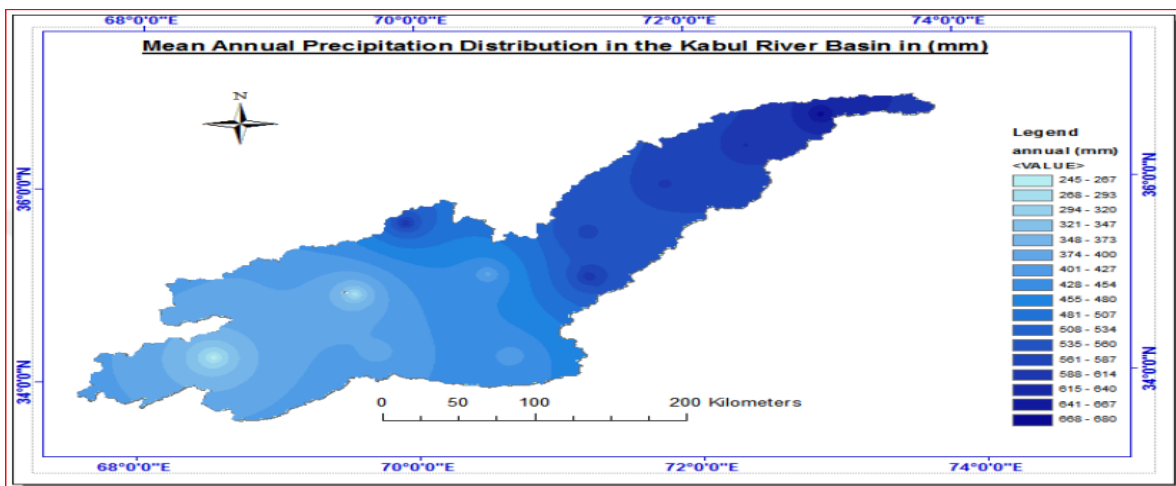 68°0'0"E 70°0'0"E 72°0'0"E 74°0'0"E
Mean Annual Precipitation Distribution in the Kabul River Basin in (mm)
N
Legend
annual (mm)
<VALUE>
245 - 267
268 - 293
294 - 320
321 - 347
348 - 373
374 - 400
401 - 427
428 - 454
455 - 480
481 - 507
508 - 534
535 - 560
561 - 587
588 - 614
615 - 640
641 - 667
668 - 680
36°0'0"N 36°0'0"N
34°0'0"N 34°0'0"N
0 50 100 200 Kilometers
68°0'0"E 70°0'0"E 72°0'0"E 74°0'0"E